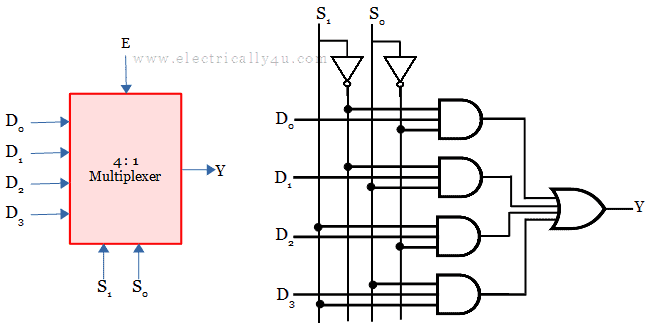 www.electrically4u.com
E
D₀
D₁
D₂
D₃
4:1
Multiplexer
Y
S₁ S₀
S₁ S₀
D₀
D₁
D₂
D₃
Y